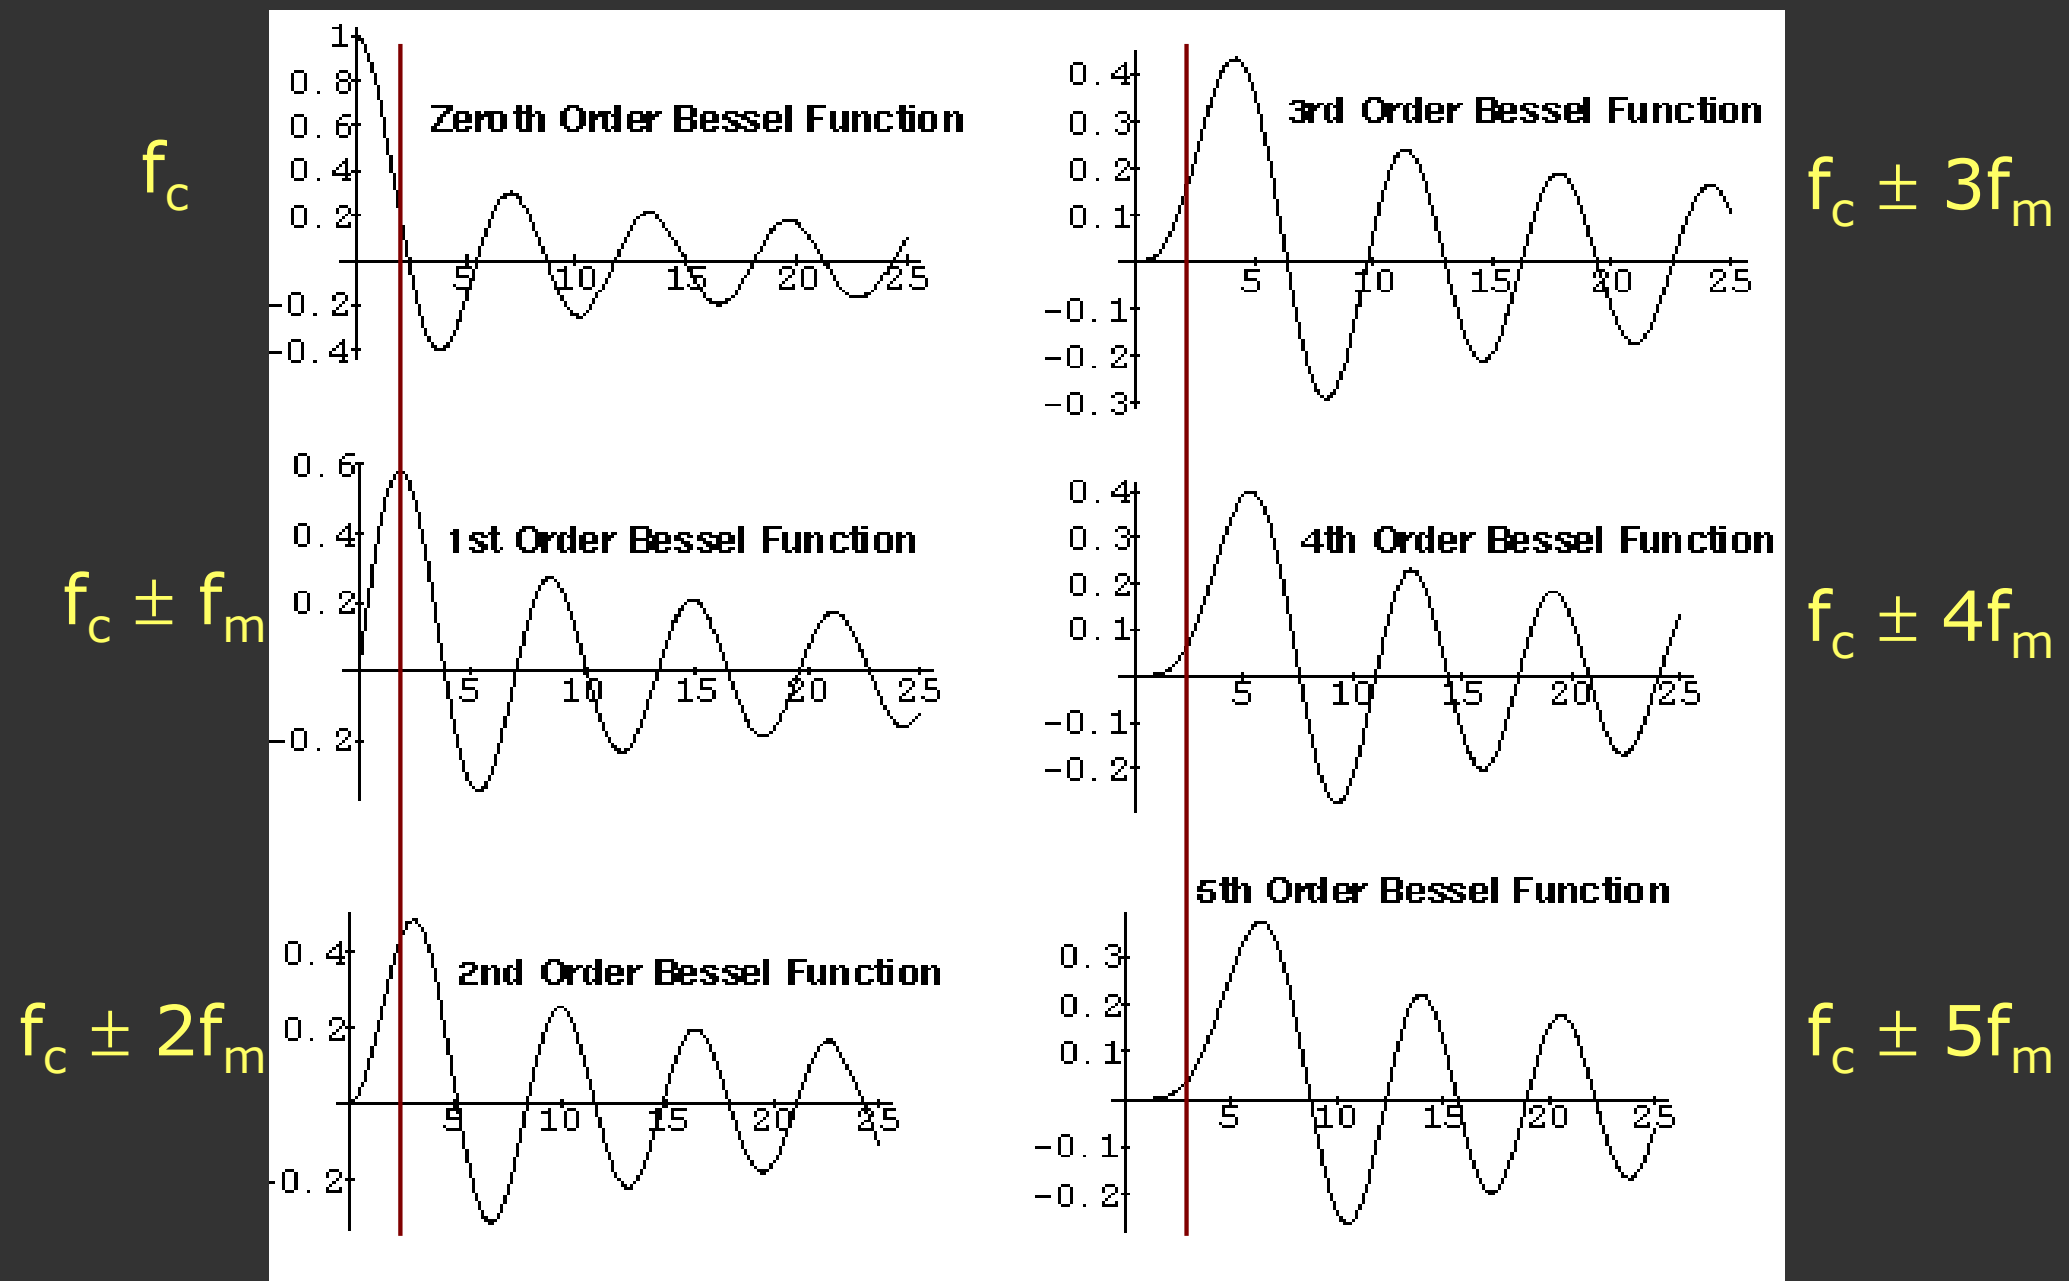 f_c
1
0.8
0.6
0.4
0.2
-0.2
-0.4
Zeroth Order Bessel Function
5 10 15 20 25
f_c ± f_m
0.6
0.4
0.2
-0.2
1st Order Bessel Function
5 10 15 20 25
f_c ± 2f_m
0.4
0.2
-0.2
2nd Order Bessel Function
5 10 15 20 25
0.4
0.3
0.2
0.1
-0.1
-0.2
-0.3
3rd Order Bessel Function
5 10 15 20 25
f_c ± 3f_m
0.4
0.3
0.2
0.1
-0.1
-0.2
4th Order Bessel Function
5 10 15 20 25
f_c ± 4f_m
5th Order Bessel Function
0.3
0.2
0.1
-0.1
-0.2
5 10 15 20 25
f_c ± 5f_m